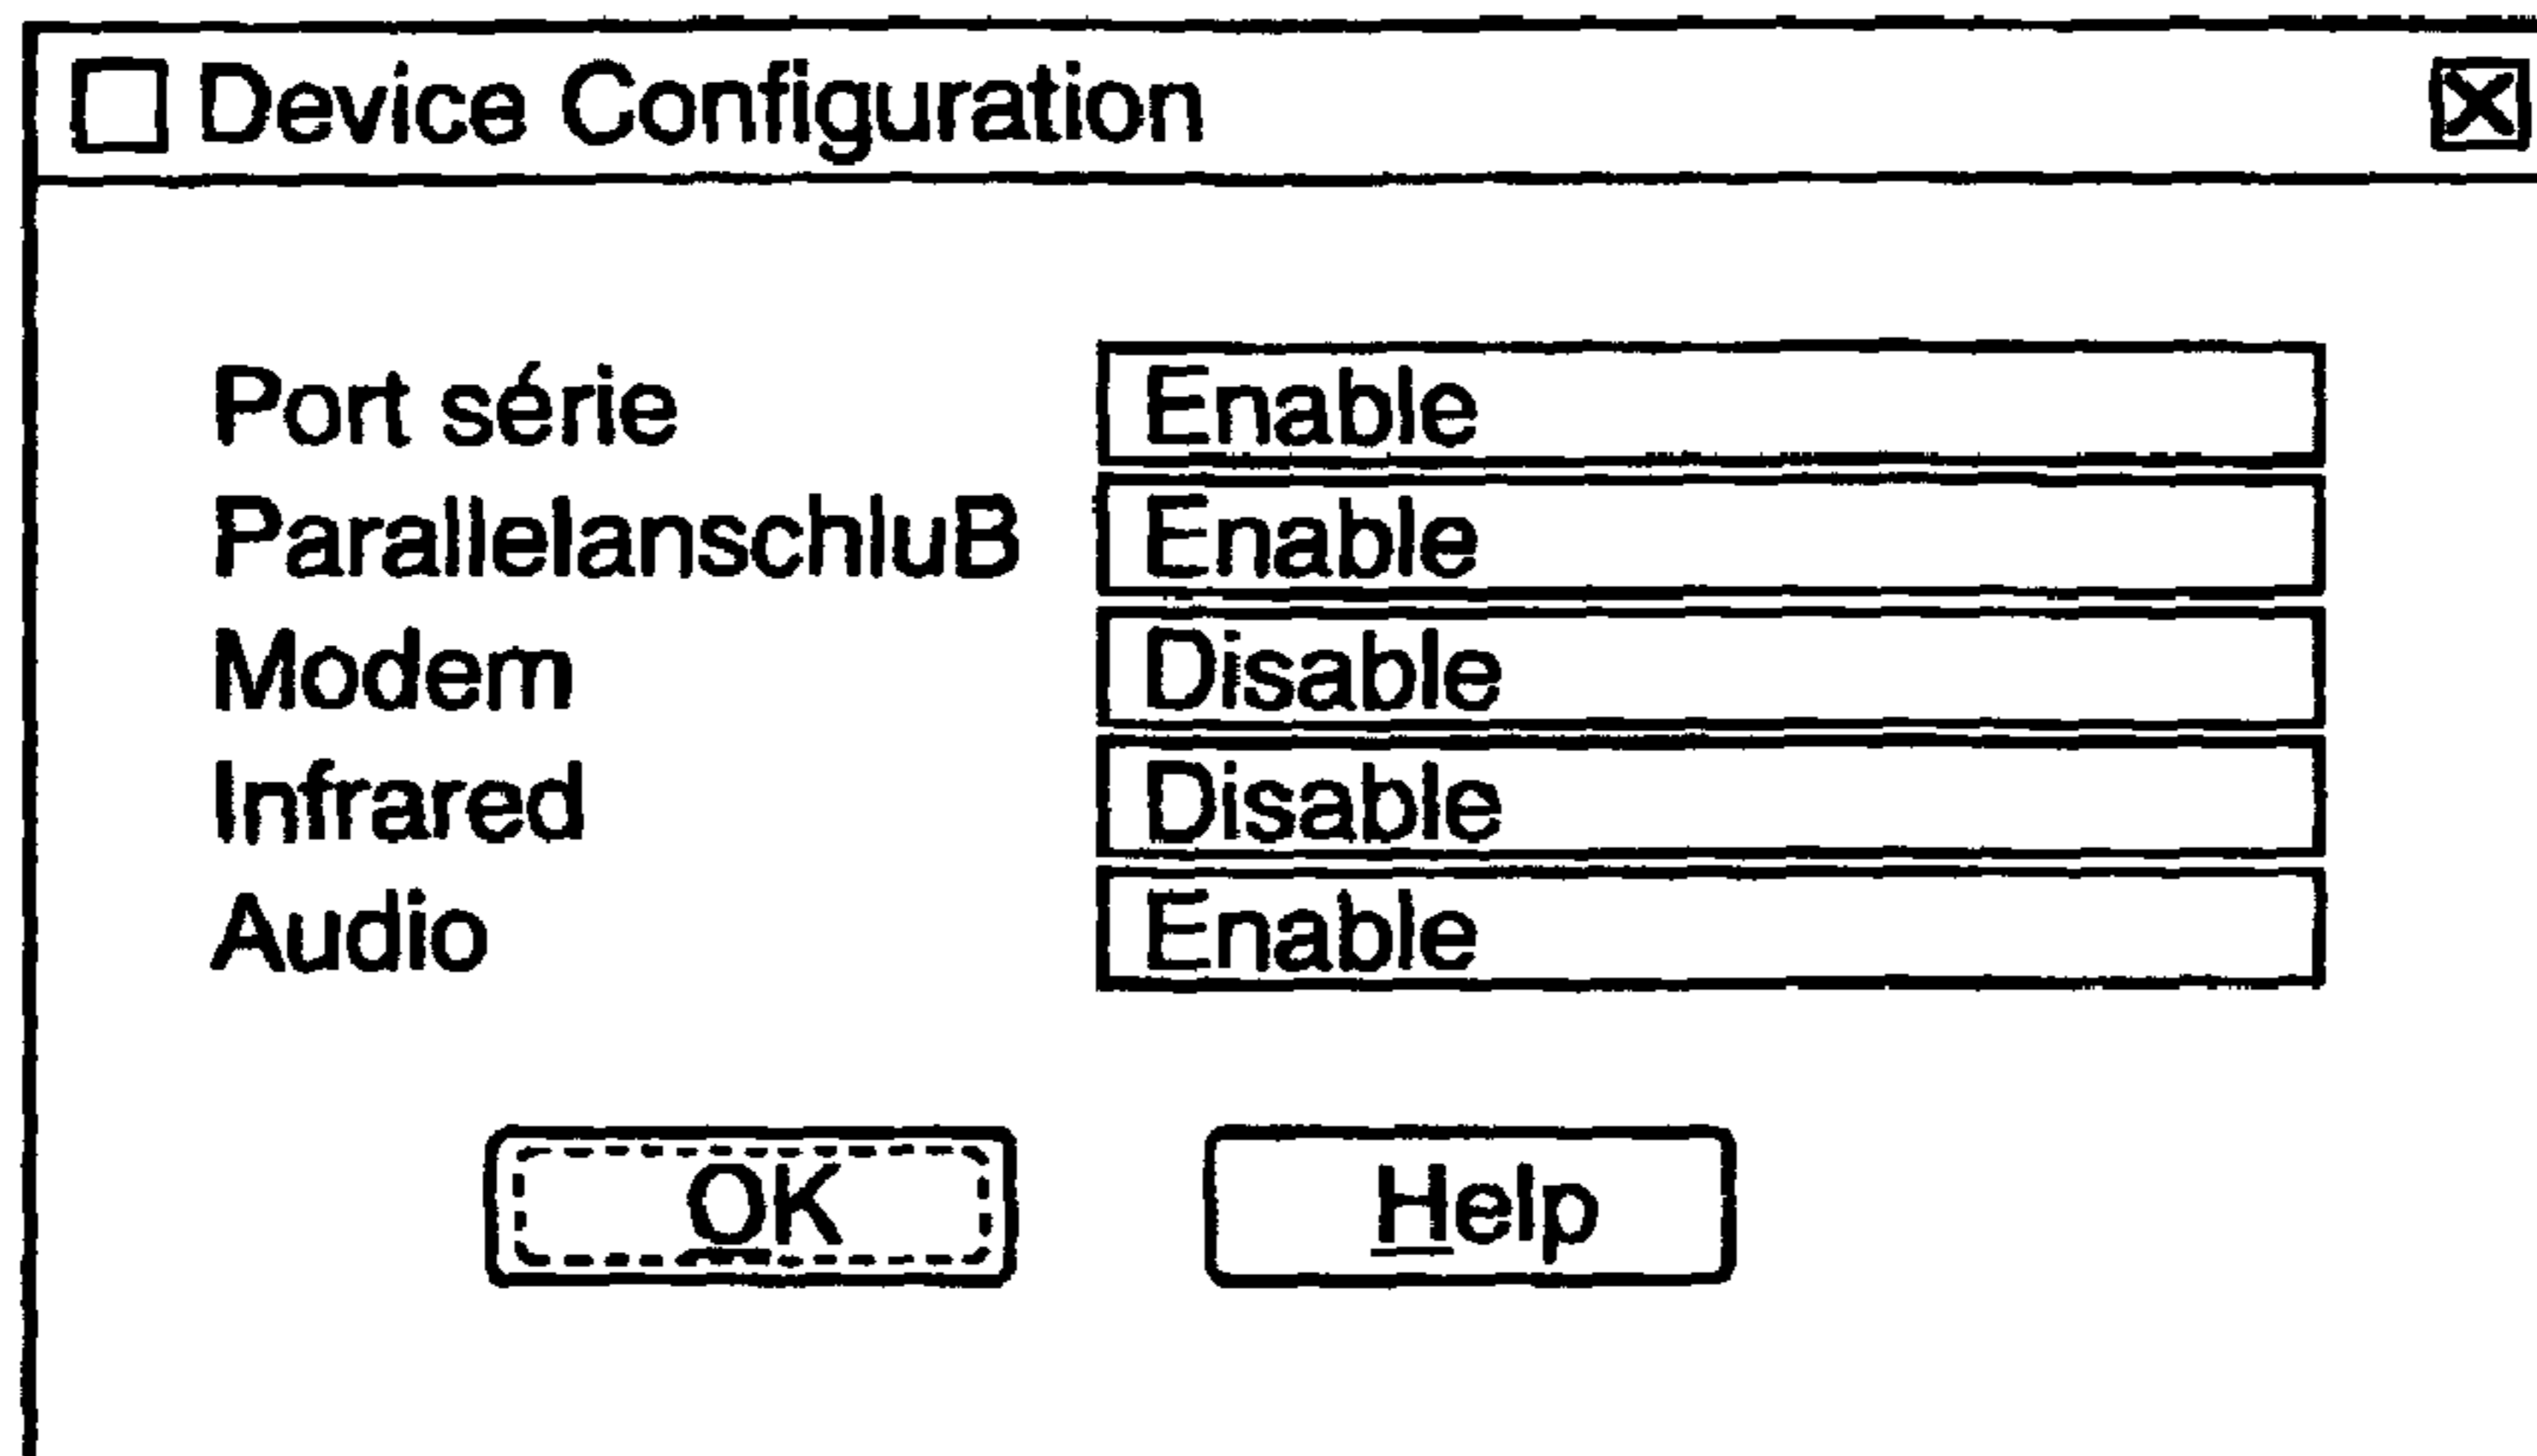 Device Configuration
Port série Enable
ParallelanschluB Enable
Modem Disable
Infrared Disable
Audio Enable
OK Help